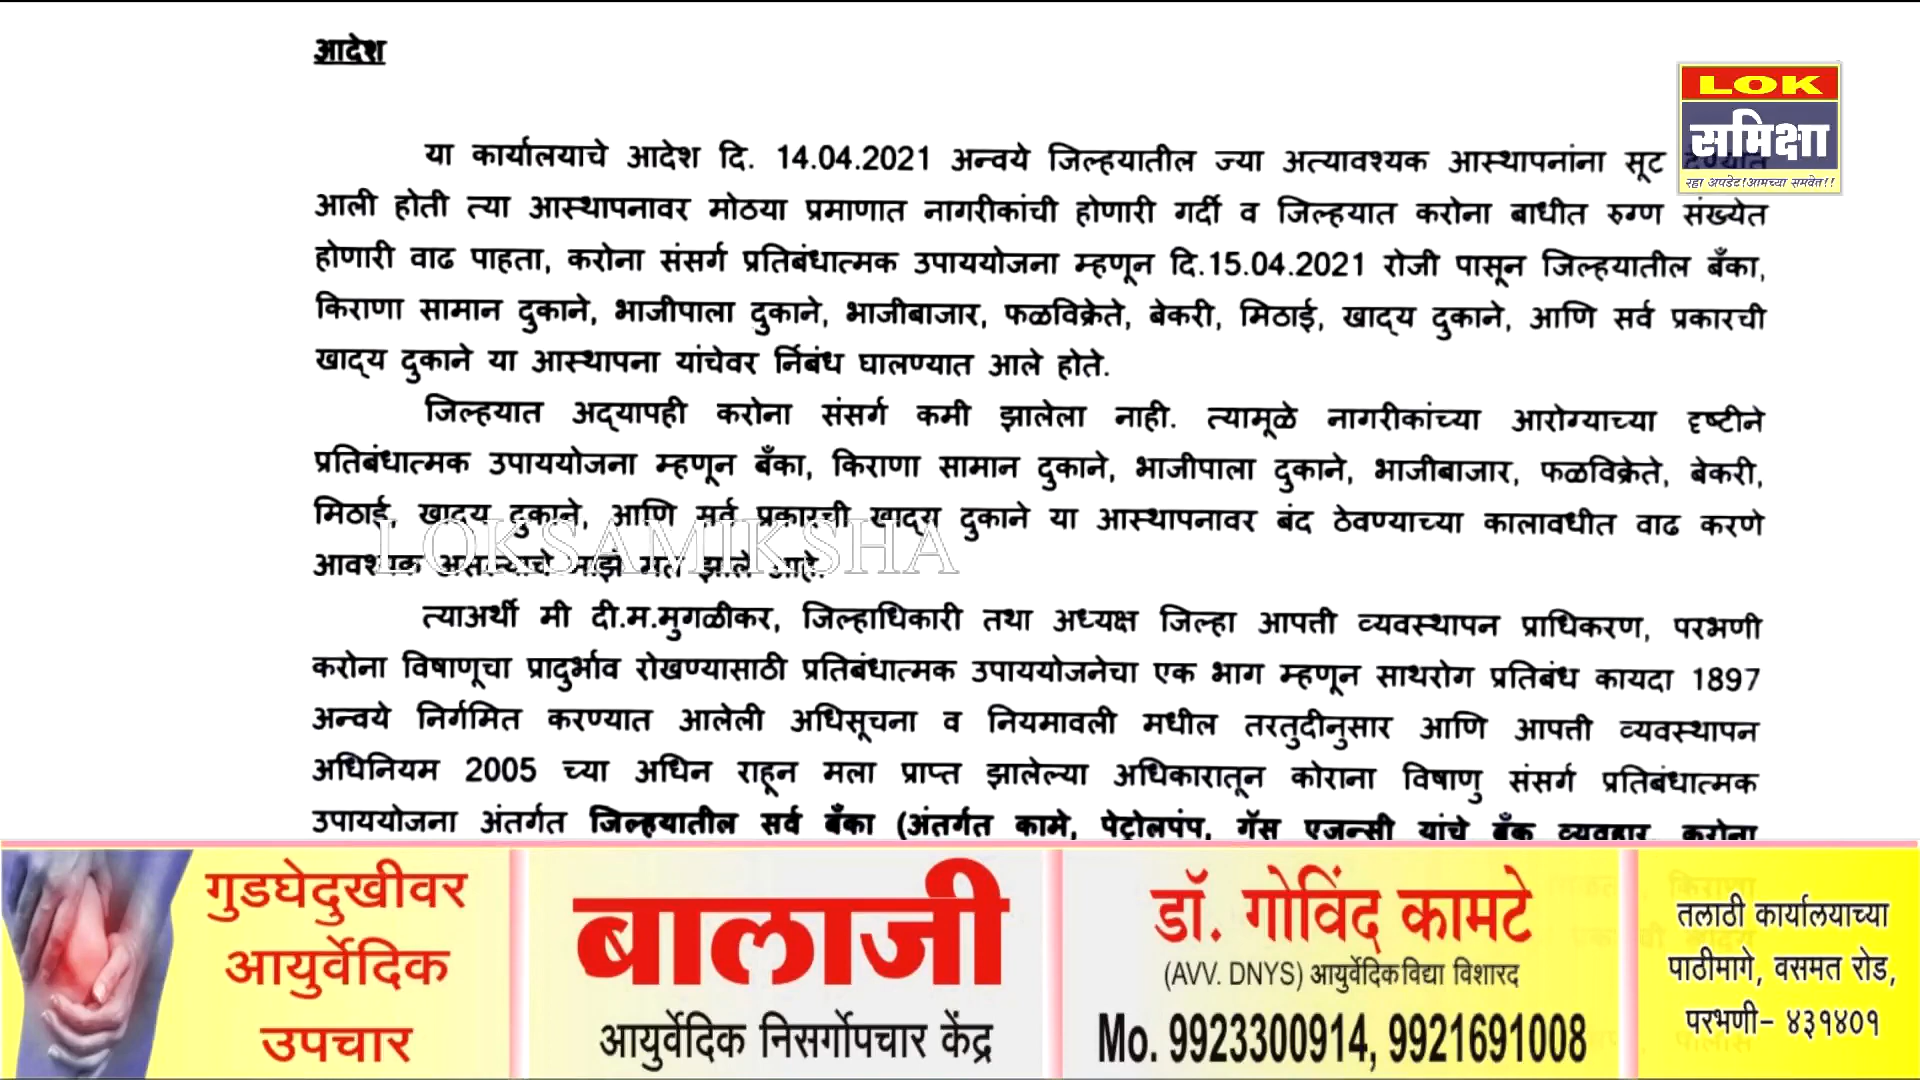 आदेश
या कार्यालयाचे आदेश दि. 14.04.2021 अन्वये जिल्हयातील ज्या अत्यावश्यक आस्थापनांना सूट देण्यात
आली होती त्या आस्थापनावर मोठया प्रमाणात नागरीकांची होणारी गर्दी व जिल्हयात करोना बाधीत रुग्ण संख्येत
होणारी वाढ पाहता, करोना संसर्ग प्रतिबंधात्मक उपाययोजना म्हणून दि.15.04.2021 रोजी पासून जिल्हयातील बँका,
किराणा सामान दुकाने, भाजीपाला दुकाने, भाजीबाजार, फळविक्रेते, बेकरी, मिठाई, खाद्‌य दुकाने, आणि सर्व प्रकारची
खाद्‌य दुकाने या आस्थापना यांचेवर निर्बंध घालण्यात आले होते.
जिल्हयात अद्‌यापही करोना संसर्ग कमी झालेला नाही. त्यामूळे नागरीकांच्या आरोग्याच्या दृष्टीने
प्रतिबंधात्मक उपाययोजना म्हणून बँका, किराणा सामान दुकाने, भाजीपाला दुकाने, भाजीबाजार, फळविक्रेते, बेकरी,
मिठाई, खाद्‌य दुकाने, आणि सर्व प्रकारची खाद्‌य दुकाने या आस्थापनावर बंद ठेवण्याच्या कालावधीत वाढ करणे
आवश्यक असल्याचे माझे मत झाले आहे.
त्याअर्थी मी दी.म.मुगळीकर, जिल्हाधिकारी तथा अध्यक्ष जिल्हा आपत्ती व्यवस्थापन प्राधिकरण, परभणी
करोना विषाणूचा प्रादुर्भाव रोखण्यासाठी प्रतिबंधात्मक उपाययोजनेचा एक भाग म्हणून साथरोग प्रतिबंध कायदा 1897
अन्वये निर्गमित करण्यात आलेली अधिसूचना व नियमावली मधील तरतुदीनुसार आणि आपत्ती व्यवस्थापन
अधिनियम 2005 च्या अधिन राहून मला प्राप्त झालेल्या अधिकारातून कोराना विषाणु संसर्ग प्रतिबंधात्मक
उपाययोजना अंतर्गत जिल्हयातील सर्व बँका (अंतर्गत कामे, पेट्रोलपंप, गॅस एजन्सी यांचे बँक व्यवहार, करोना
LOK
समिक्षा
रहा अपडेट!आमच्या समवेत!!
LOKSAMIKSHA
गुडघेदुखीवर
आयुर्वेदिक
उपचार
बालाजी
आयुर्वेदिक निसर्गोपचार केंद्र
डॉ. गोविंद कामटे
(AVV. DNYS) आयुर्वेदिक विद्या विशारद
Mo. 9923300914, 9921691008
तलाठी कार्यालयाच्या
पाठीमागे, वसमत रोड,
परभणी- ४३१४०१